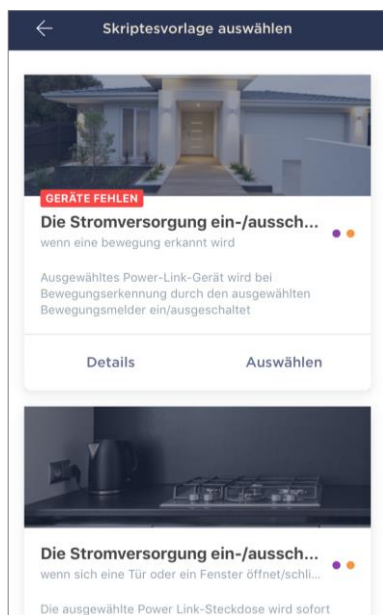 Skriptesvorlage auswählen
GERÄTE FEHLEN
Die Stromversorgung ein-/aussch...
wenn eine bewegung erkannt wird
Ausgewähltes Power-Link-Gerät wird bei
Bewegungserkennung durch den ausgewählten
Bewegungsmelder ein/ausgeschaltet
Details Auswählen
Die Stromversorgung ein-/aussch...
wenn sich eine Tür oder ein Fenster öffnet/schli...
Die ausgewählte Power Link-Steckdose wird sofort